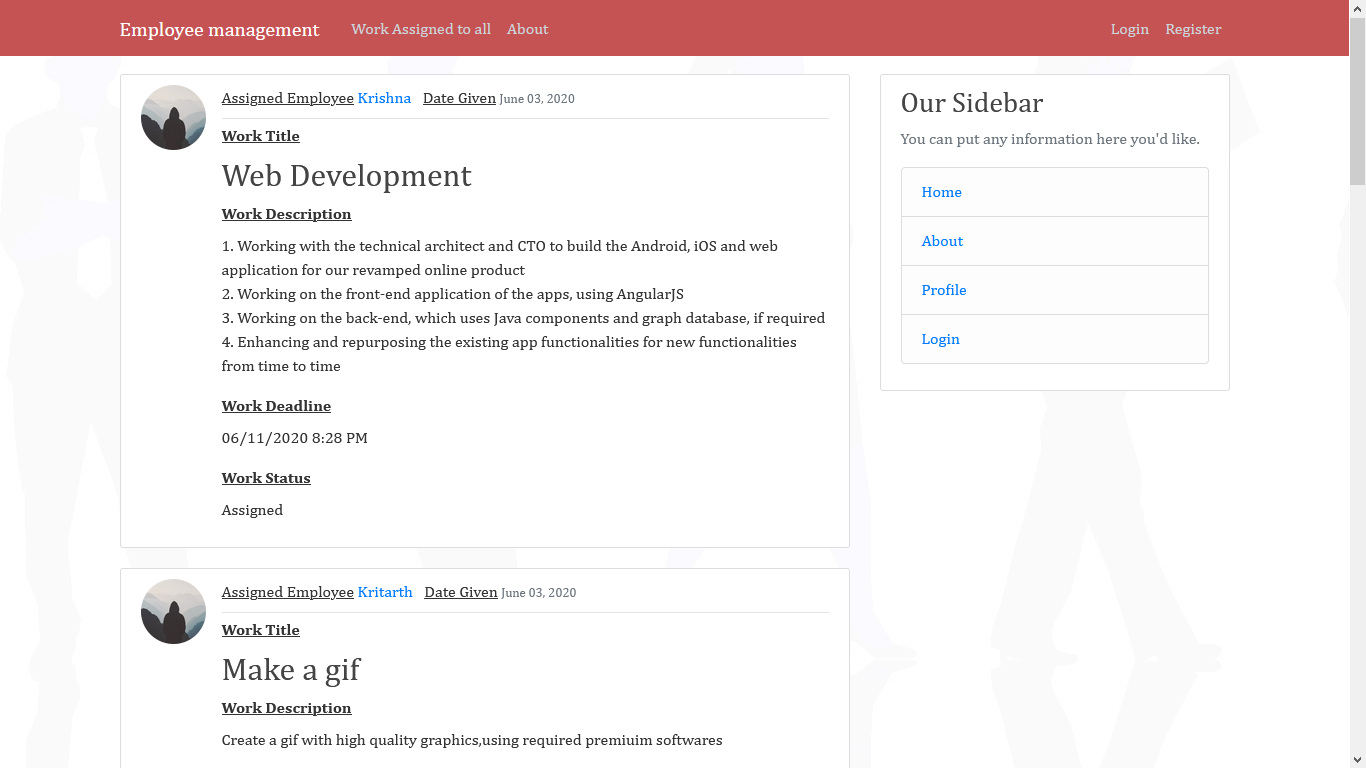 Employee management Work Assigned to all About Login Register
Assigned Employee Krishna Date Given June 03, 2020
Work Title
Web Development
Work Description
1. Working with the technical architect and CTO to build the Android, iOS and web
application for our revamped online product
2. Working on the front-end application of the apps, using AngularJS
3. Working on the back-end, which uses Java components and graph database, if required
4. Enhancing and repurposing the existing app functionalities for new functionalities
from time to time
Work Deadline
06/11/2020 8:28 PM
Work Status
Assigned
Assigned Employee Kritarth Date Given June 03, 2020
Work Title
Make a gif
Work Description
Create a gif with high quality graphics,using required premiuim softwares
Our Sidebar
You can put any information here you'd like.
Home
About
Profile
Login